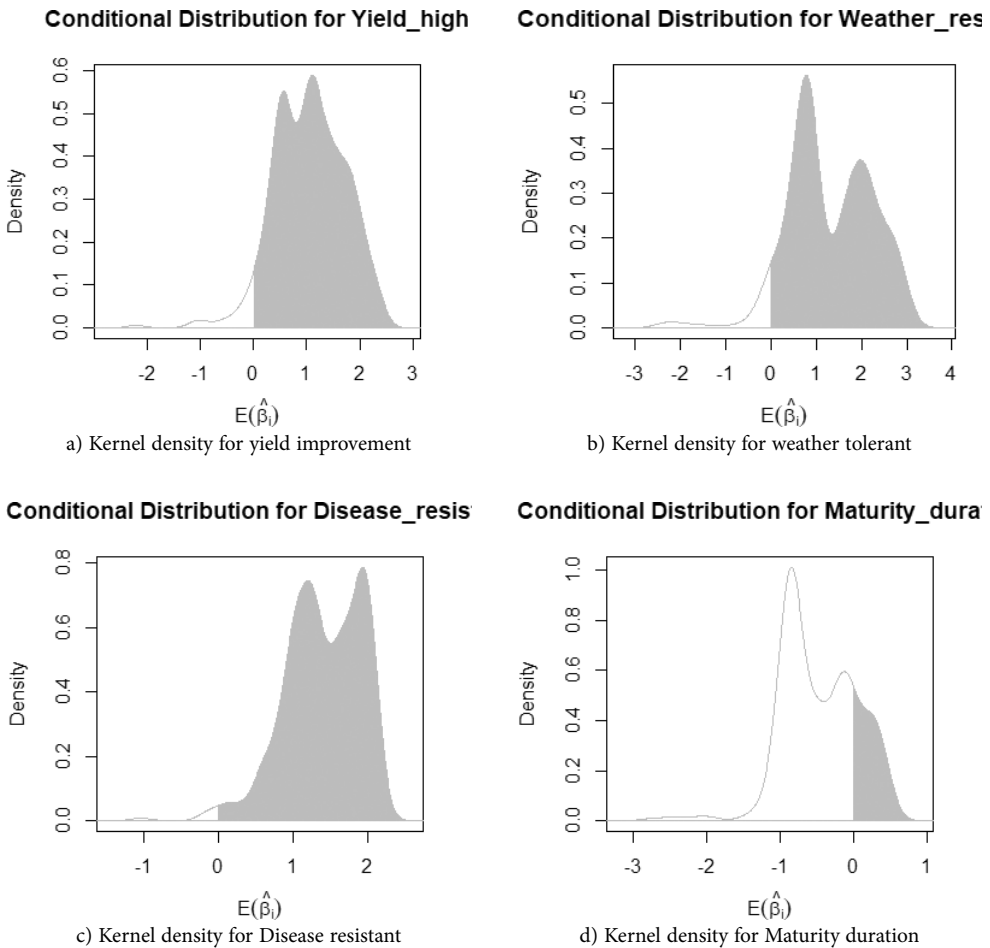 Conditional Distribution for Yield_high
Density
0.0 0.1 0.2 0.3 0.4 0.5 0.6
-2 -1 0 1 2 3
E(β̂ᵢ)
a) Kernel density for yield improvement
Conditional Distribution for Weather_res
Density
0.0 0.1 0.2 0.3 0.4 0.5
-3 -2 -1 0 1 2 3 4
E(β̂ᵢ)
b) Kernel density for weather tolerant
Conditional Distribution for Disease_resis
Density
0.0 0.2 0.4 0.6 0.8
-1 0 1 2
E(β̂ᵢ)
c) Kernel density for Disease resistant
Conditional Distribution for Maturity_dura
Density
0.0 0.2 0.4 0.6 0.8 1.0
-3 -2 -1 0 1
E(β̂ᵢ)
d) Kernel density for Maturity duration